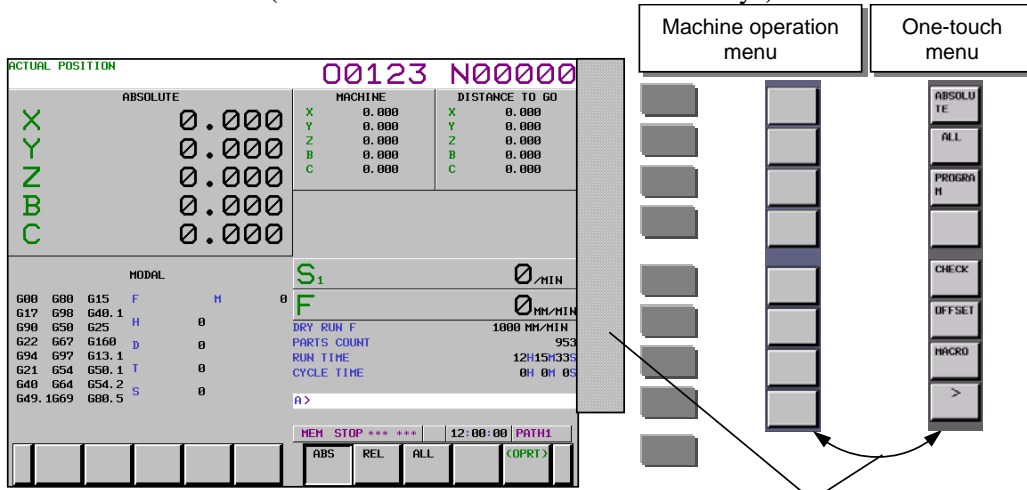 Machine operation
menu
One-touch
menu
ACTUAL POSITION
O0123 N00000
ABSOLUTE
X 0.000
Y 0.000
Z 0.000
B 0.000
C 0.000
MACHINE
X 0.000
Y 0.000
Z 0.000
B 0.000
C 0.000
DISTANCE TO GO
X 0.000
Y 0.000
Z 0.000
B 0.000
C 0.000
MODAL
G00 G80 G15 F M 0
G17 G98 G40.1
G90 G50 G25 H 0
G22 G67 G160 D 0
G94 G97 G13.1
G21 G54 G50.1 T 0
G40 G64 G54.2
G49.1G69 G80.5 S 0
S1 0/MIN
F 0MM/MIN
DRY RUN F 1000 MM/MIN
PARTS COUNT 953
RUN TIME 12H15M33S
CYCLE TIME 0H 0M 0S
A>
MEM STOP *** *** 12:00:00 PATH1
ABS REL ALL (OPRT)
ABSOLU
TE
ALL
PROGRA
M
CHECK
OFFSET
MACRO
>